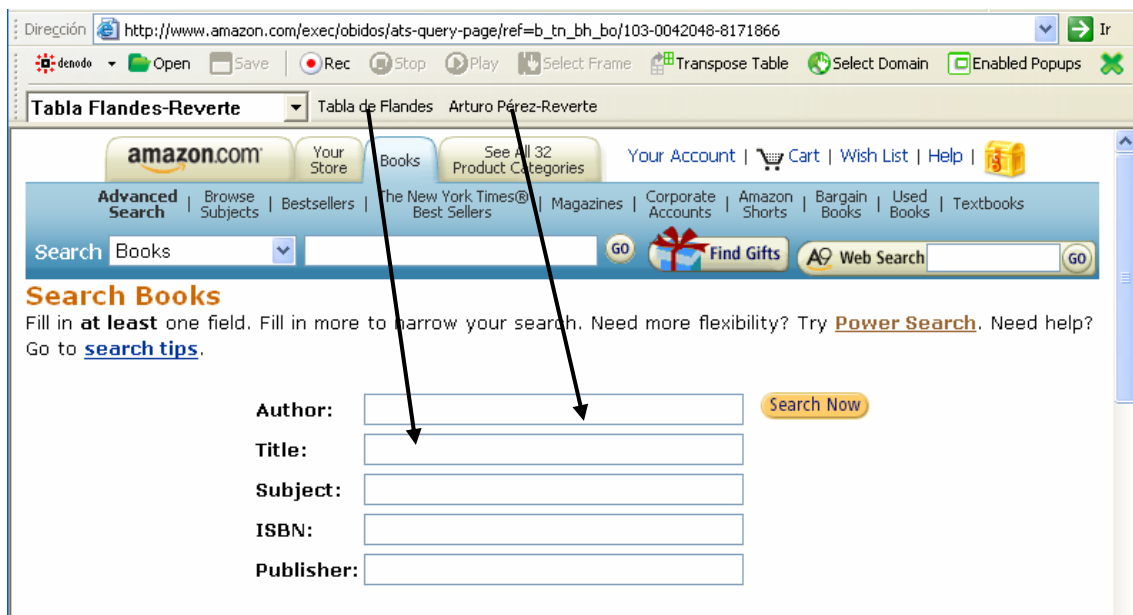 Dirección http://www.amazon.com/exec/obidos/ats-query-page/ref=b_tn_bh_bo/103-0042048-8171866 Ir
denodo Open Save Rec Stop Play Select Frame Transpose Table Select Domain Enabled Popups
Tabla Flandes-Reverte Tabla de Flandes Arturo Pérez-Reverte
amazon.com Your Store Books See All 32 Product Categories Your Account | Cart | Wish List | Help |
Advanced Search | Browse Subjects | Bestsellers | The New York Times® Best Sellers | Magazines | Corporate Accounts | Amazon Shorts | Bargain Books | Used Books | Textbooks
Search Books GO Find Gifts A9 Web Search GO
Search Books
Fill in at least one field. Fill in more to narrow your search. Need more flexibility? Try Power Search. Need help?
Go to search tips.
Author: Search Now
Title:
Subject:
ISBN:
Publisher: